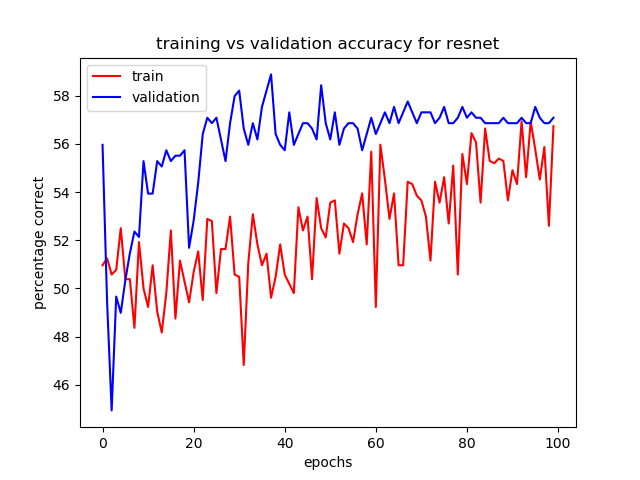 training vs validation accuracy for resnet
train
validation
58
56
54
52
50
48
46
percentage correct
0 20 40 60 80 100
epochs